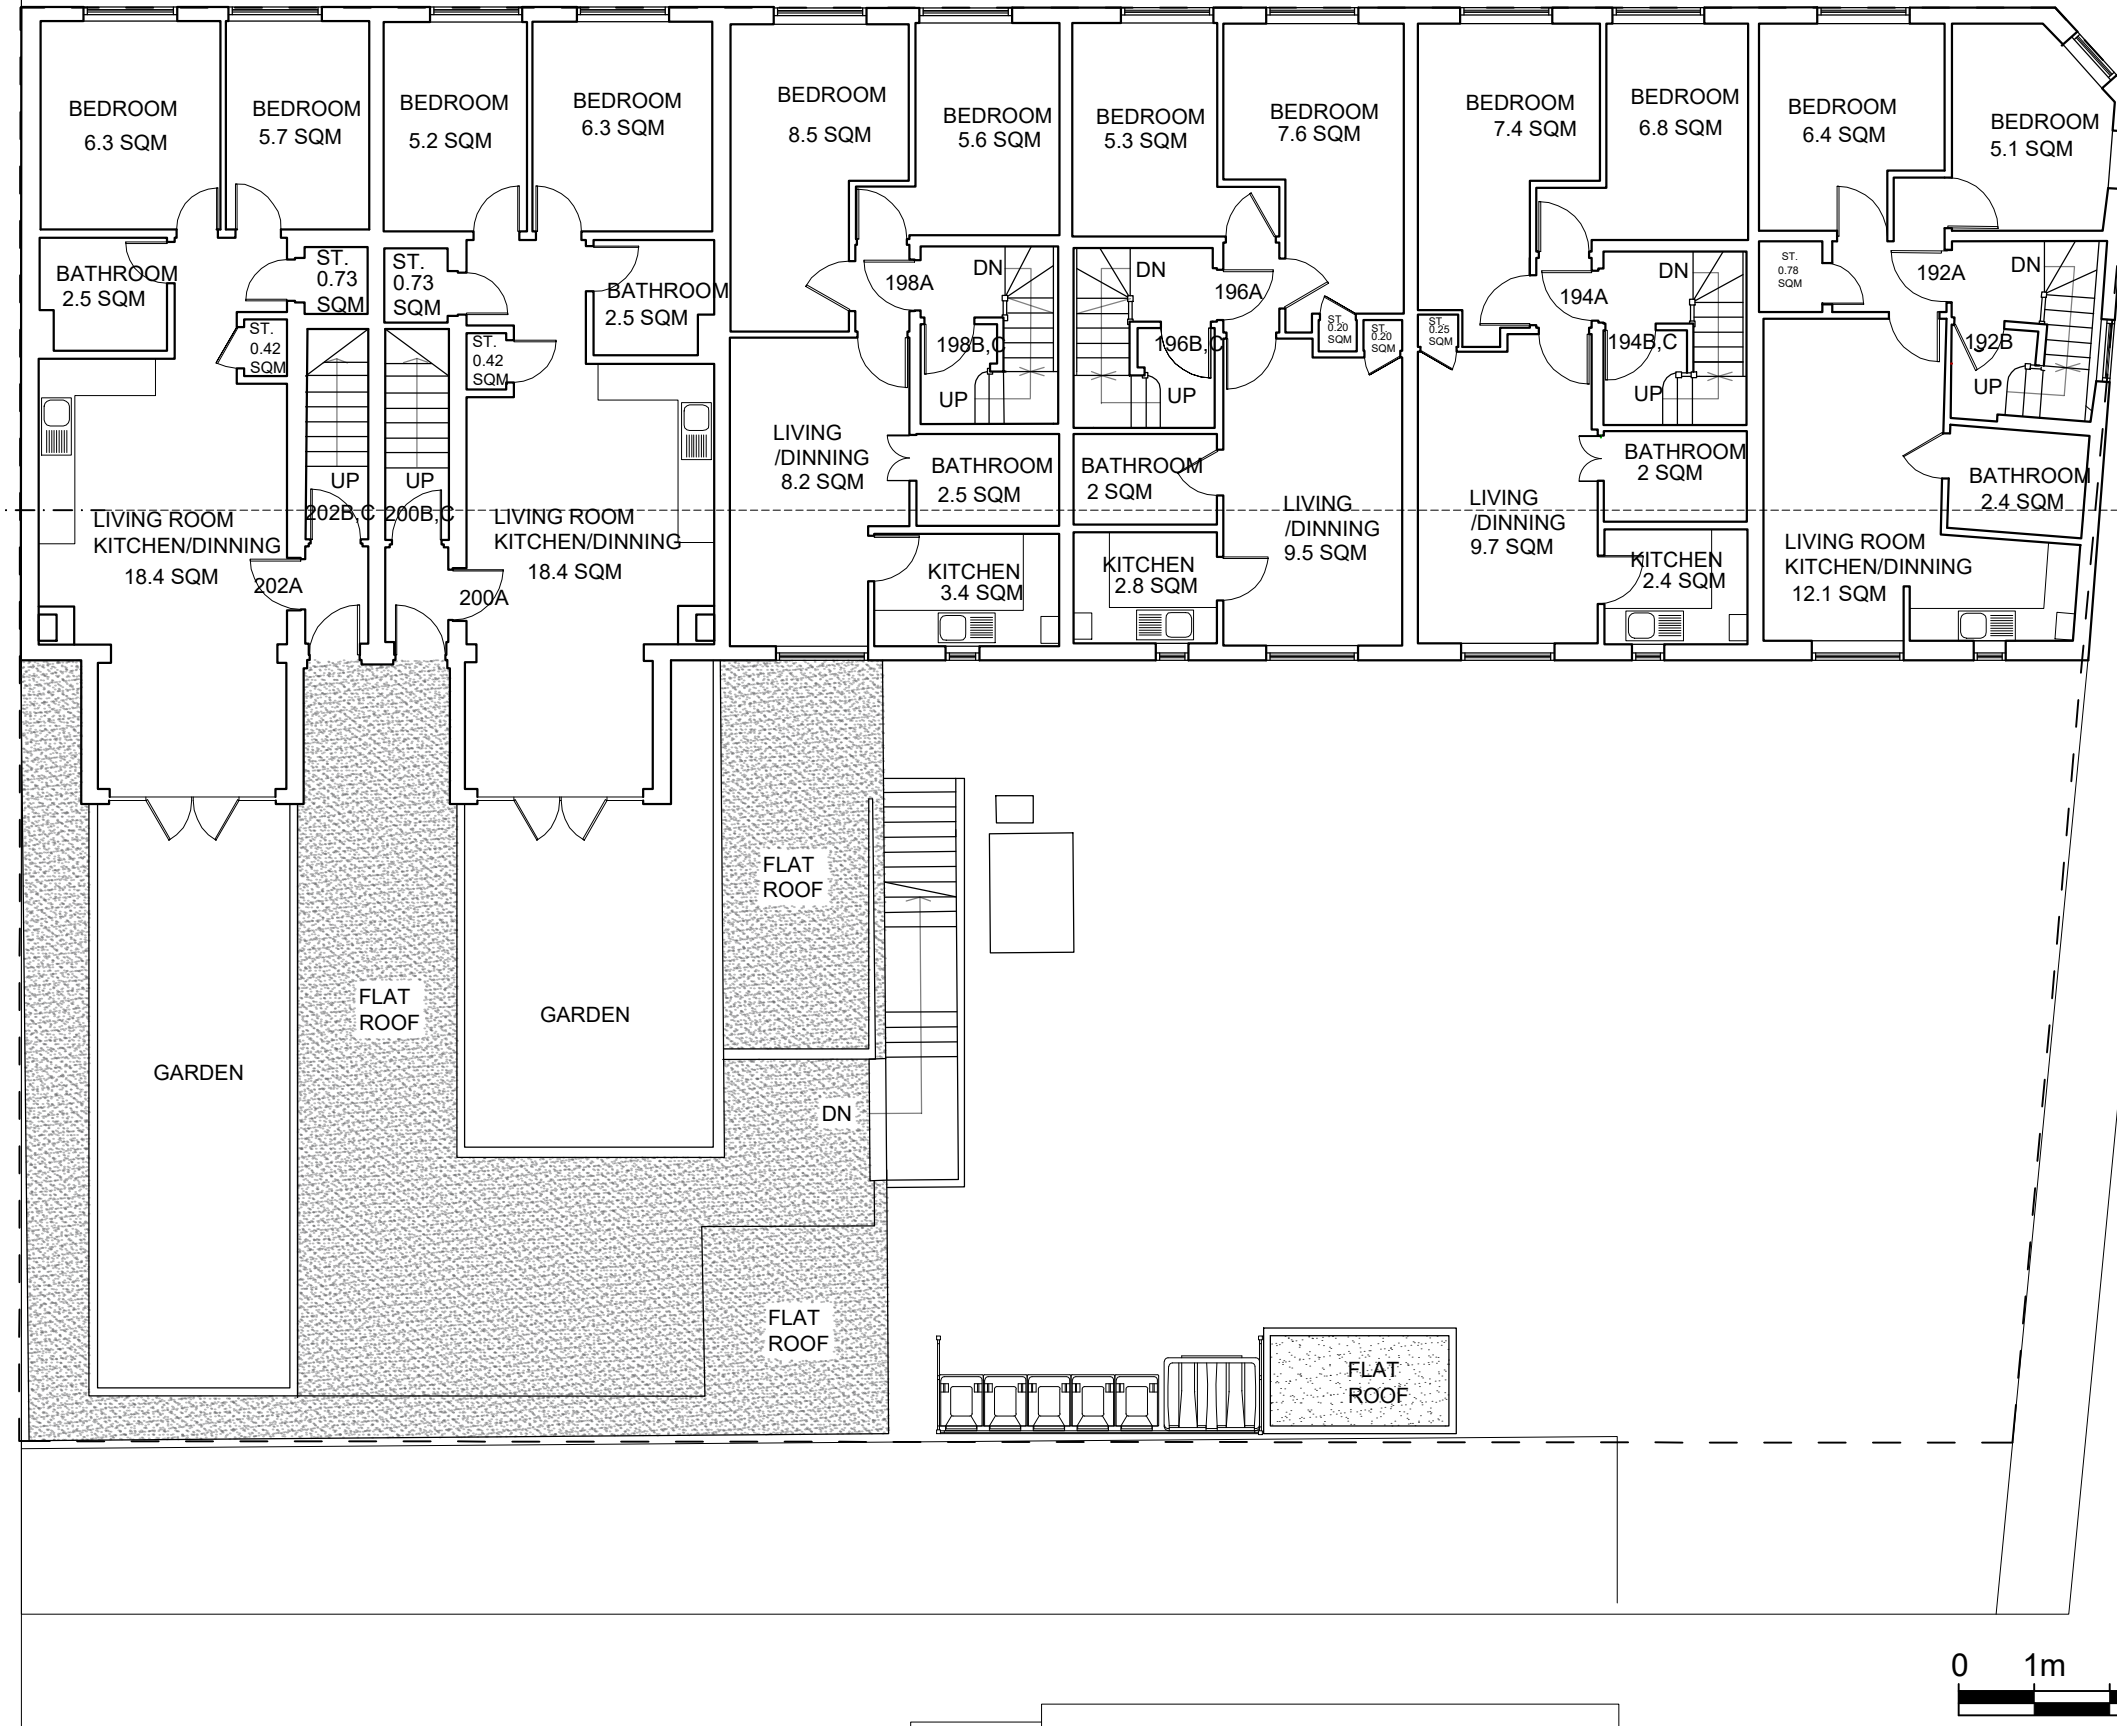 BEDROOM
6.3 SQM
BEDROOM
5.7 SQM
BEDROOM
5.2 SQM
BEDROOM
6.3 SQM
BEDROOM
8.5 SQM
BEDROOM
5.6 SQM
BEDROOM
5.3 SQM
BEDROOM
7.6 SQM
BEDROOM
7.4 SQM
BEDROOM
6.8 SQM
BEDROOM
6.4 SQM
BEDROOM
5.1 SQM
BATHROOM
2.5 SQM
ST.
0.73
SQM
ST.
0.73
SQM
BATHROOM
2.5 SQM
ST.
0.42
SQM
ST.
0.42
SQM
198A
DN
198B,C
UP
DN
196A
196B,C
UP
ST.
0.20
SQM
ST.
0.20
SQM
ST.
0.25
SQM
194A
DN
194B,C
UP
ST.
0.78
SQM
192A
DN
192B
UP
UP
202B,C
UP
200B,C
LIVING ROOM
KITCHEN/DINNING
18.4 SQM
202A
LIVING ROOM
KITCHEN/DINNING
18.4 SQM
200A
LIVING
/DINNING
8.2 SQM
BATHROOM
2.5 SQM
KITCHEN
3.4 SQM
BATHROOM
2 SQM
KITCHEN
2.8 SQM
LIVING
/DINNING
9.5 SQM
LIVING
/DINNING
9.7 SQM
BATHROOM
2 SQM
KITCHEN
2.4 SQM
LIVING ROOM
KITCHEN/DINNING
12.1 SQM
BATHROOM
2.4 SQM
FLAT
ROOF
FLAT
ROOF
GARDEN
GARDEN
DN
FLAT
ROOF
FLAT
ROOF
0 1m